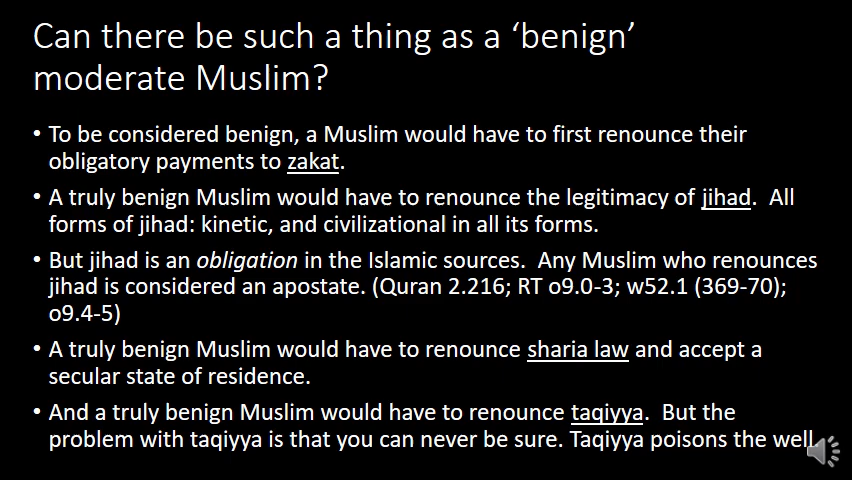 Can there be such a thing as a ‘benign’
moderate Muslim?
• To be considered benign, a Muslim would have to first renounce their
obligatory payments to zakat.
• A truly benign Muslim would have to renounce the legitimacy of jihad.  All
forms of jihad: kinetic, and civilizational in all its forms.
• But jihad is an obligation in the Islamic sources.  Any Muslim who renounces
jihad is considered an apostate. (Quran 2.216; RT o9.0-3; w52.1 (369-70);
o9.4-5)
• A truly benign Muslim would have to renounce sharia law and accept a
secular state of residence.
• And a truly benign Muslim would have to renounce taqiyya.  But the
problem with taqiyya is that you can never be sure. Taqiyya poisons the well.